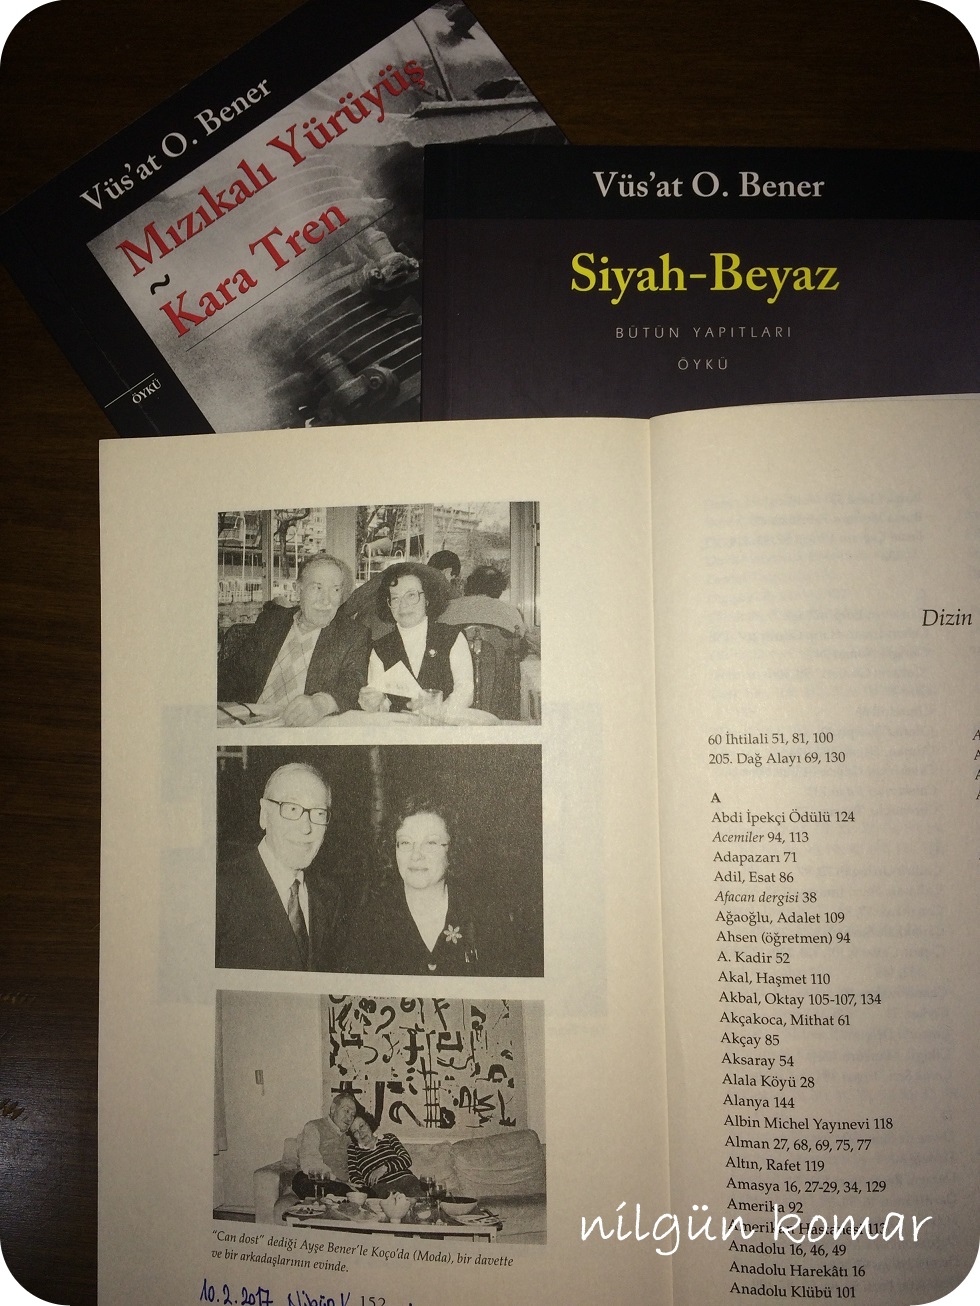 Vüs'at O. Bener
Mızıkalı Yürüyüş
~
Kara Tren
ÖYKÜ
Vüs'at O. Bener
Siyah-Beyaz
BÜTÜN YAPITLARI
ÖYKÜ
"Can dost" dediği Ayşe Bener'le Koço'da (Moda), bir davette
ve bir arkadaşlarının evinde.
10.2.2017 Nilgün K. 152
Dizin
60 İhtilali 51, 81, 100
205. Dağ Alayı 69, 130
A
Abdi İpekçi Ödülü 124
Acemiler 94, 113
Adapazarı 71
Adil, Esat 86
Afacan dergisi 38
Ağaoğlu, Adalet 109
Ahsen (öğretmen) 94
A. Kadir 52
Akal, Haşmet 110
Akbal, Oktay 105-107, 134
Akçakoca, Mithat 61
Akçay 85
Aksaray 54
Alala Köyü 28
Alanya 144
Albin Michel Yayınevi 118
Alman 27, 68, 69, 75, 77
Altın, Rafet 119
Amasya 16, 27-29, 34, 129
Amerika 92
Amerikan Hastanesi 113
Anadolu 16, 46, 49
Anadolu Harekâtı 16
Anadolu Klübü 101
nilgün komar